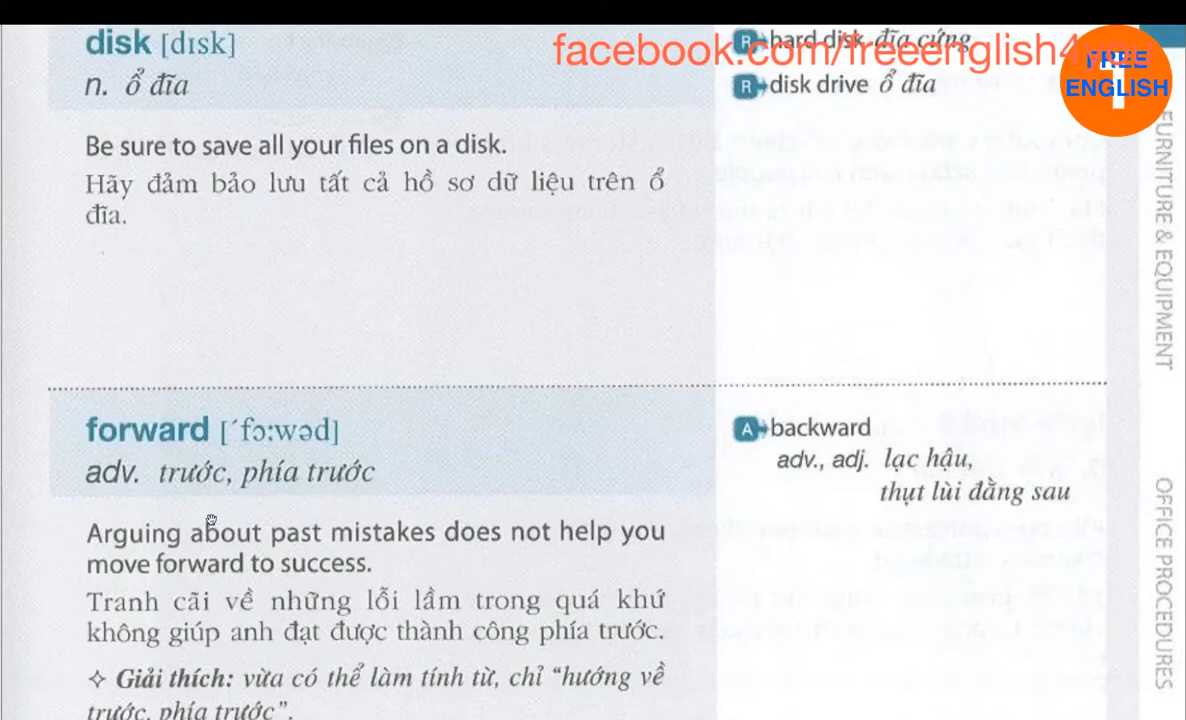 disk [dɪsk]
n. ổ đĩa
R hard disk đĩa cứng
R disk drive ổ đĩa
facebook.com/freeenglish4you
FREE
1
ENGLISH
Be sure to save all your files on a disk.
Hãy đảm bảo lưu tất cả hồ sơ dữ liệu trên ổ
đĩa.
forward [ˊfɔ:wəd]
adv. trước, phía trước
A backward
adv., adj. lạc hậu,
thụt lùi đằng sau
Arguing about past mistakes does not help you
move forward to success.
Tranh cãi về những lỗi lầm trong quá khứ
không giúp anh đạt được thành công phía trước.
✧ Giải thích: vừa có thể làm tính từ, chỉ "hướng về
trước, phía trước".
FURNITURE & EQUIPMENT
OFFICE PROCEDURES